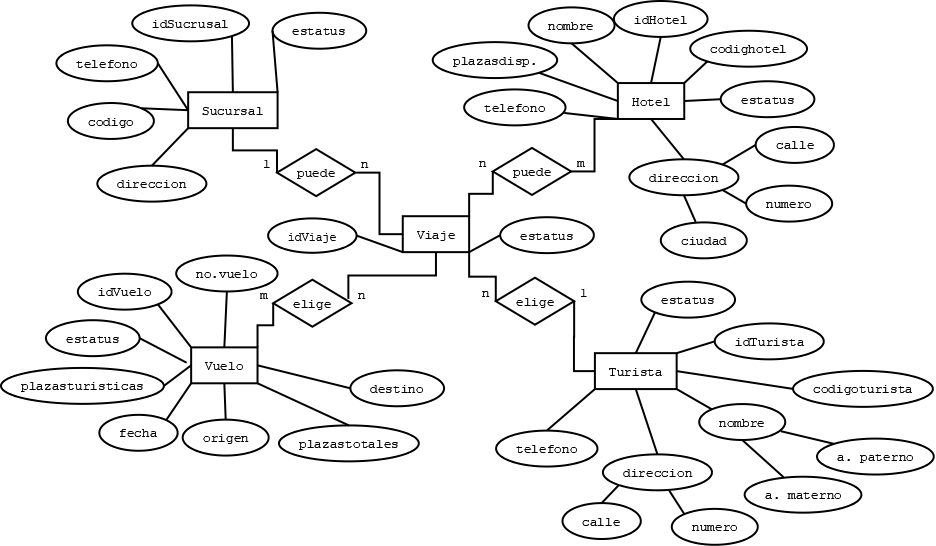 idSucrusal
estatus
telefono
Sucursal
codigo
direccion
nombre
idHotel
codighotel
plazasdisp.
Hotel
estatus
telefono
calle
direccion
numero
ciudad
1
puede
n
n
puede
m
idViaje
Viaje
estatus
no.vuelo
idVuelo
m
elige
n
n
elige
1
estatus
Vuelo
plazasturisticas
destino
fecha
origen
plazastotales
estatus
idTurista
Turista
codigoturista
nombre
telefono
a. paterno
direccion
a. materno
calle
numero